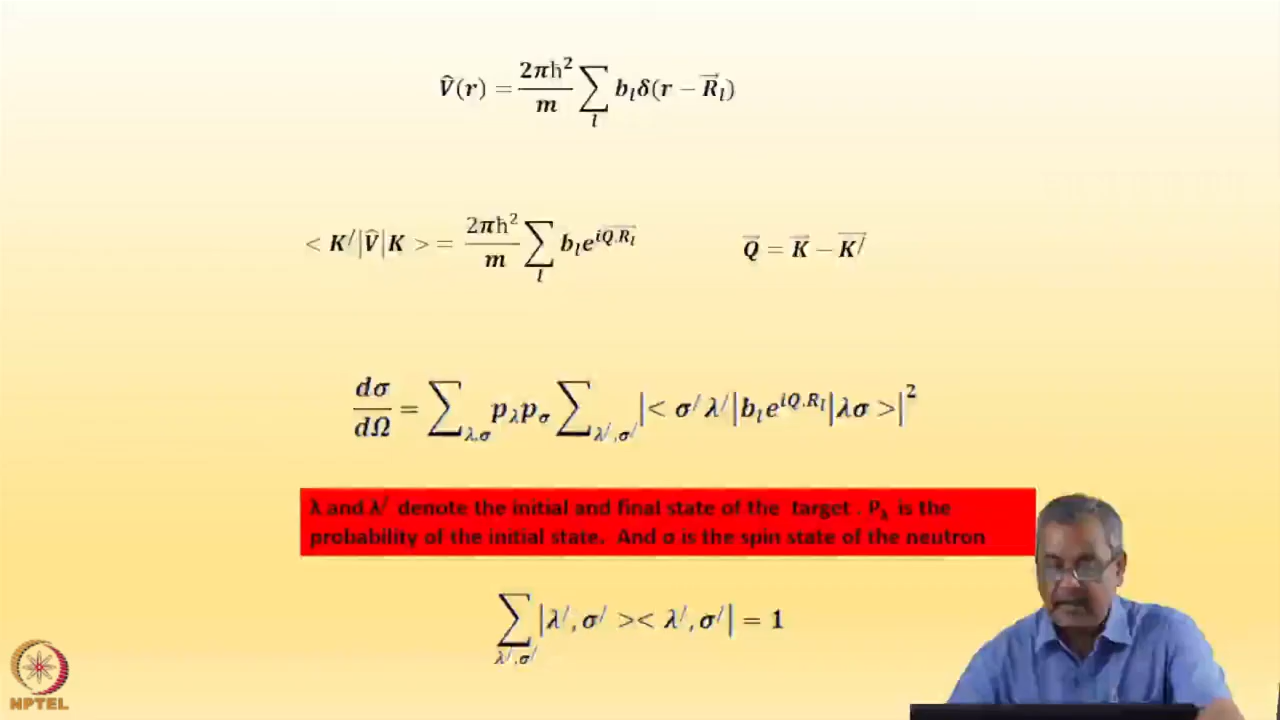 V̂(r) = 2πħ²/m ∑_l b_l δ(r − R⃗_l)
< K′|V̂|K > = 2πħ²/m ∑_l b_l e^{iQ⃗.R⃗_l}    Q⃗ = K⃗ − K⃗′
dσ/dΩ = ∑_{λ,σ} p_λ p_σ ∑_{λ′,σ′} |< σ′λ′|b_l e^{iQ.R_l}|λσ >|²
λ and λ′ denote the initial and final state of the target . P_λ is the
probability of the initial state. And σ is the spin state of the neutron
∑_{λ′,σ′} |λ′, σ′ >< λ′, σ′| = 1
NPTEL